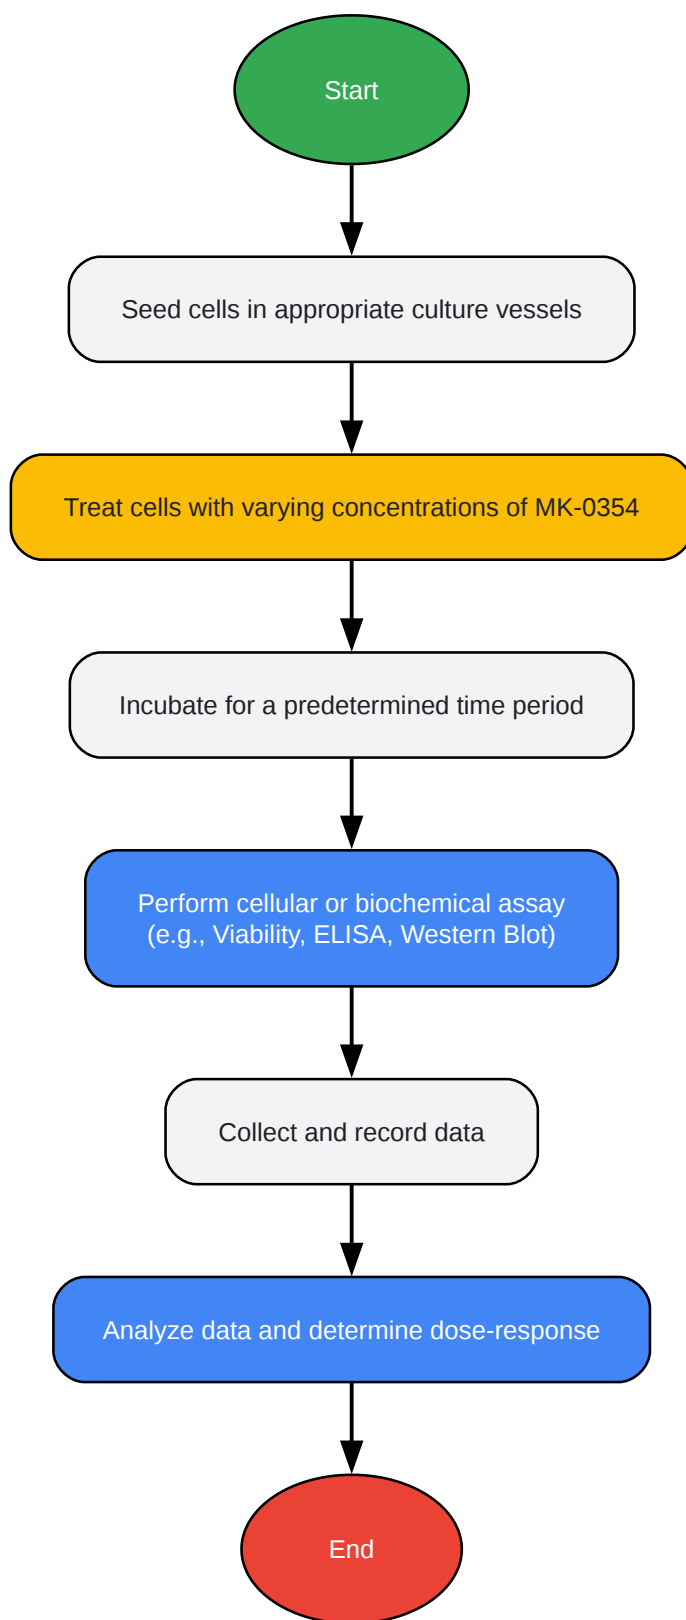 Start
Seed cells in appropriate culture vessels
Treat cells with varying concentrations of MK-0354
Incubate for a predetermined time period
Perform cellular or biochemical assay
(e.g., Viability, ELISA, Western Blot)
Collect and record data
Analyze data and determine dose-response
End